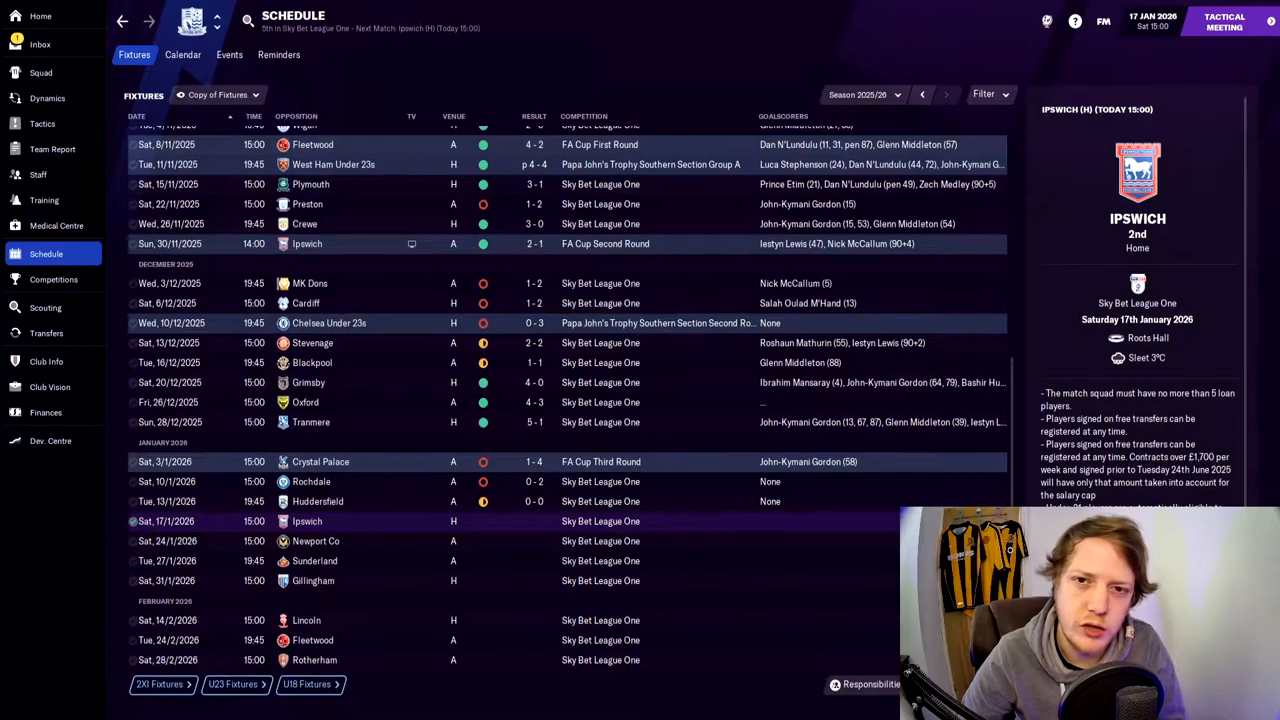 Home
SCHEDULE
5th in Sky Bet League One - Next Match: Ipswich (H) (Today 15:00)
FM
17 JAN 2026
Sat 15:00
TACTICAL
MEETING
1
Inbox
Fixtures Calendar Events Reminders
Squad
Dynamics
Tactics
Team Report
Staff
Training
Medical Centre
Schedule
Competitions
Scouting
Transfers
Club Info
Club Vision
Finances
Dev. Centre
FIXTURES Copy of Fixtures Season 2025/26 Filter
DATE TIME OPPOSITION TV VENUE RESULT COMPETITION GOALSCORERS
Sat, 8/11/2025 15:00 Fleetwood A 4 - 2 FA Cup First Round Dan N'Lundulu (11, 31, pen 87), Glenn Middleton (57)
Tue, 11/11/2025 19:45 West Ham Under 23s H p 4 - 4 Papa John's Trophy Southern Section Group A Luca Stephenson (24), Dan N'Lundulu (44, 72), John-Kymani G...
Sat, 15/11/2025 15:00 Plymouth H 3 - 1 Sky Bet League One Prince Etim (21), Dan N'Lundulu (pen 49), Zech Medley (90+5)
Sat, 22/11/2025 15:00 Preston A 1 - 2 Sky Bet League One John-Kymani Gordon (15)
Wed, 26/11/2025 15:00 Crewe H 3 - 0 Sky Bet League One John-Kymani Gordon (15, 53), Glenn Middleton (54)
Sun, 30/11/2025 14:00 Ipswich A 2 - 1 FA Cup Second Round Iestyn Lewis (47), Nick McCallum (90+4)
DECEMBER 2025
Wed, 3/12/2025 19:45 MK Dons A 1 - 2 Sky Bet League One Nick McCallum (5)
Sat, 6/12/2025 15:00 Cardiff H 1 - 2 Sky Bet League One Salah Oulad M'Hand (13)
Wed, 10/12/2025 19:45 Chelsea Under 23s H 0 - 3 Papa John's Trophy Southern Section Second Ro... None
Sat, 13/12/2025 15:00 Stevenage A 2 - 2 Sky Bet League One Roshaun Mathurin (55), Iestyn Lewis (90+2)
Tue, 16/12/2025 15:00 Blackpool A 1 - 1 Sky Bet League One Glenn Middleton (88)
Sat, 20/12/2025 15:00 Grimsby H 4 - 0 Sky Bet League One Ibrahim Mansaray (4), John-Kymani Gordon (64, 79), Bashir Hu...
Fri, 26/12/2025 15:00 Oxford A 4 - 3 Sky Bet League One ...
Sun, 28/12/2025 15:00 Tranmere H 5 - 1 Sky Bet League One John-Kymani Gordon (13, 67, 87), Glenn Middleton (39), Iestyn L...
JANUARY 2026
Sat, 3/1/2026 15:00 Crystal Palace A 1 - 4 FA Cup Third Round John-Kymani Gordon (58)
Sat, 10/1/2026 15:00 Rochdale A 0 - 2 Sky Bet League One None
Tue, 13/1/2026 19:45 Huddersfield A 0 - 0 Sky Bet League One None
Sat, 17/1/2026 15:00 Ipswich H Sky Bet League One
Sat, 24/1/2026 15:00 Newport Co A Sky Bet League One
Tue, 27/1/2026 19:45 Sunderland A Sky Bet League One
Sat, 31/1/2026 15:00 Gillingham H Sky Bet League One
FEBRUARY 2026
Sat, 14/2/2026 15:00 Lincoln H Sky Bet League One
Tue, 24/2/2026 19:45 Fleetwood A Sky Bet League One
Sat, 28/2/2026 15:00 Rotherham A Sky Bet League One
2XI Fixtures U23 Fixtures U18 Fixtures Responsibilitie
IPSWICH (H) (TODAY 15:00)
IPSWICH
2nd
Home
Sky Bet League One
Saturday 17th January 2026
Roots Hall
Sleet 3°C
- The match squad must have no more than 5 loan
players.
- Players signed on free transfers can be
registered at any time.
- Players signed on free transfers can be
registered at any time. Contracts over £1,700 per
week and signed prior to Tuesday 24th June 2025
will have only that amount taken into account for
the salary cap